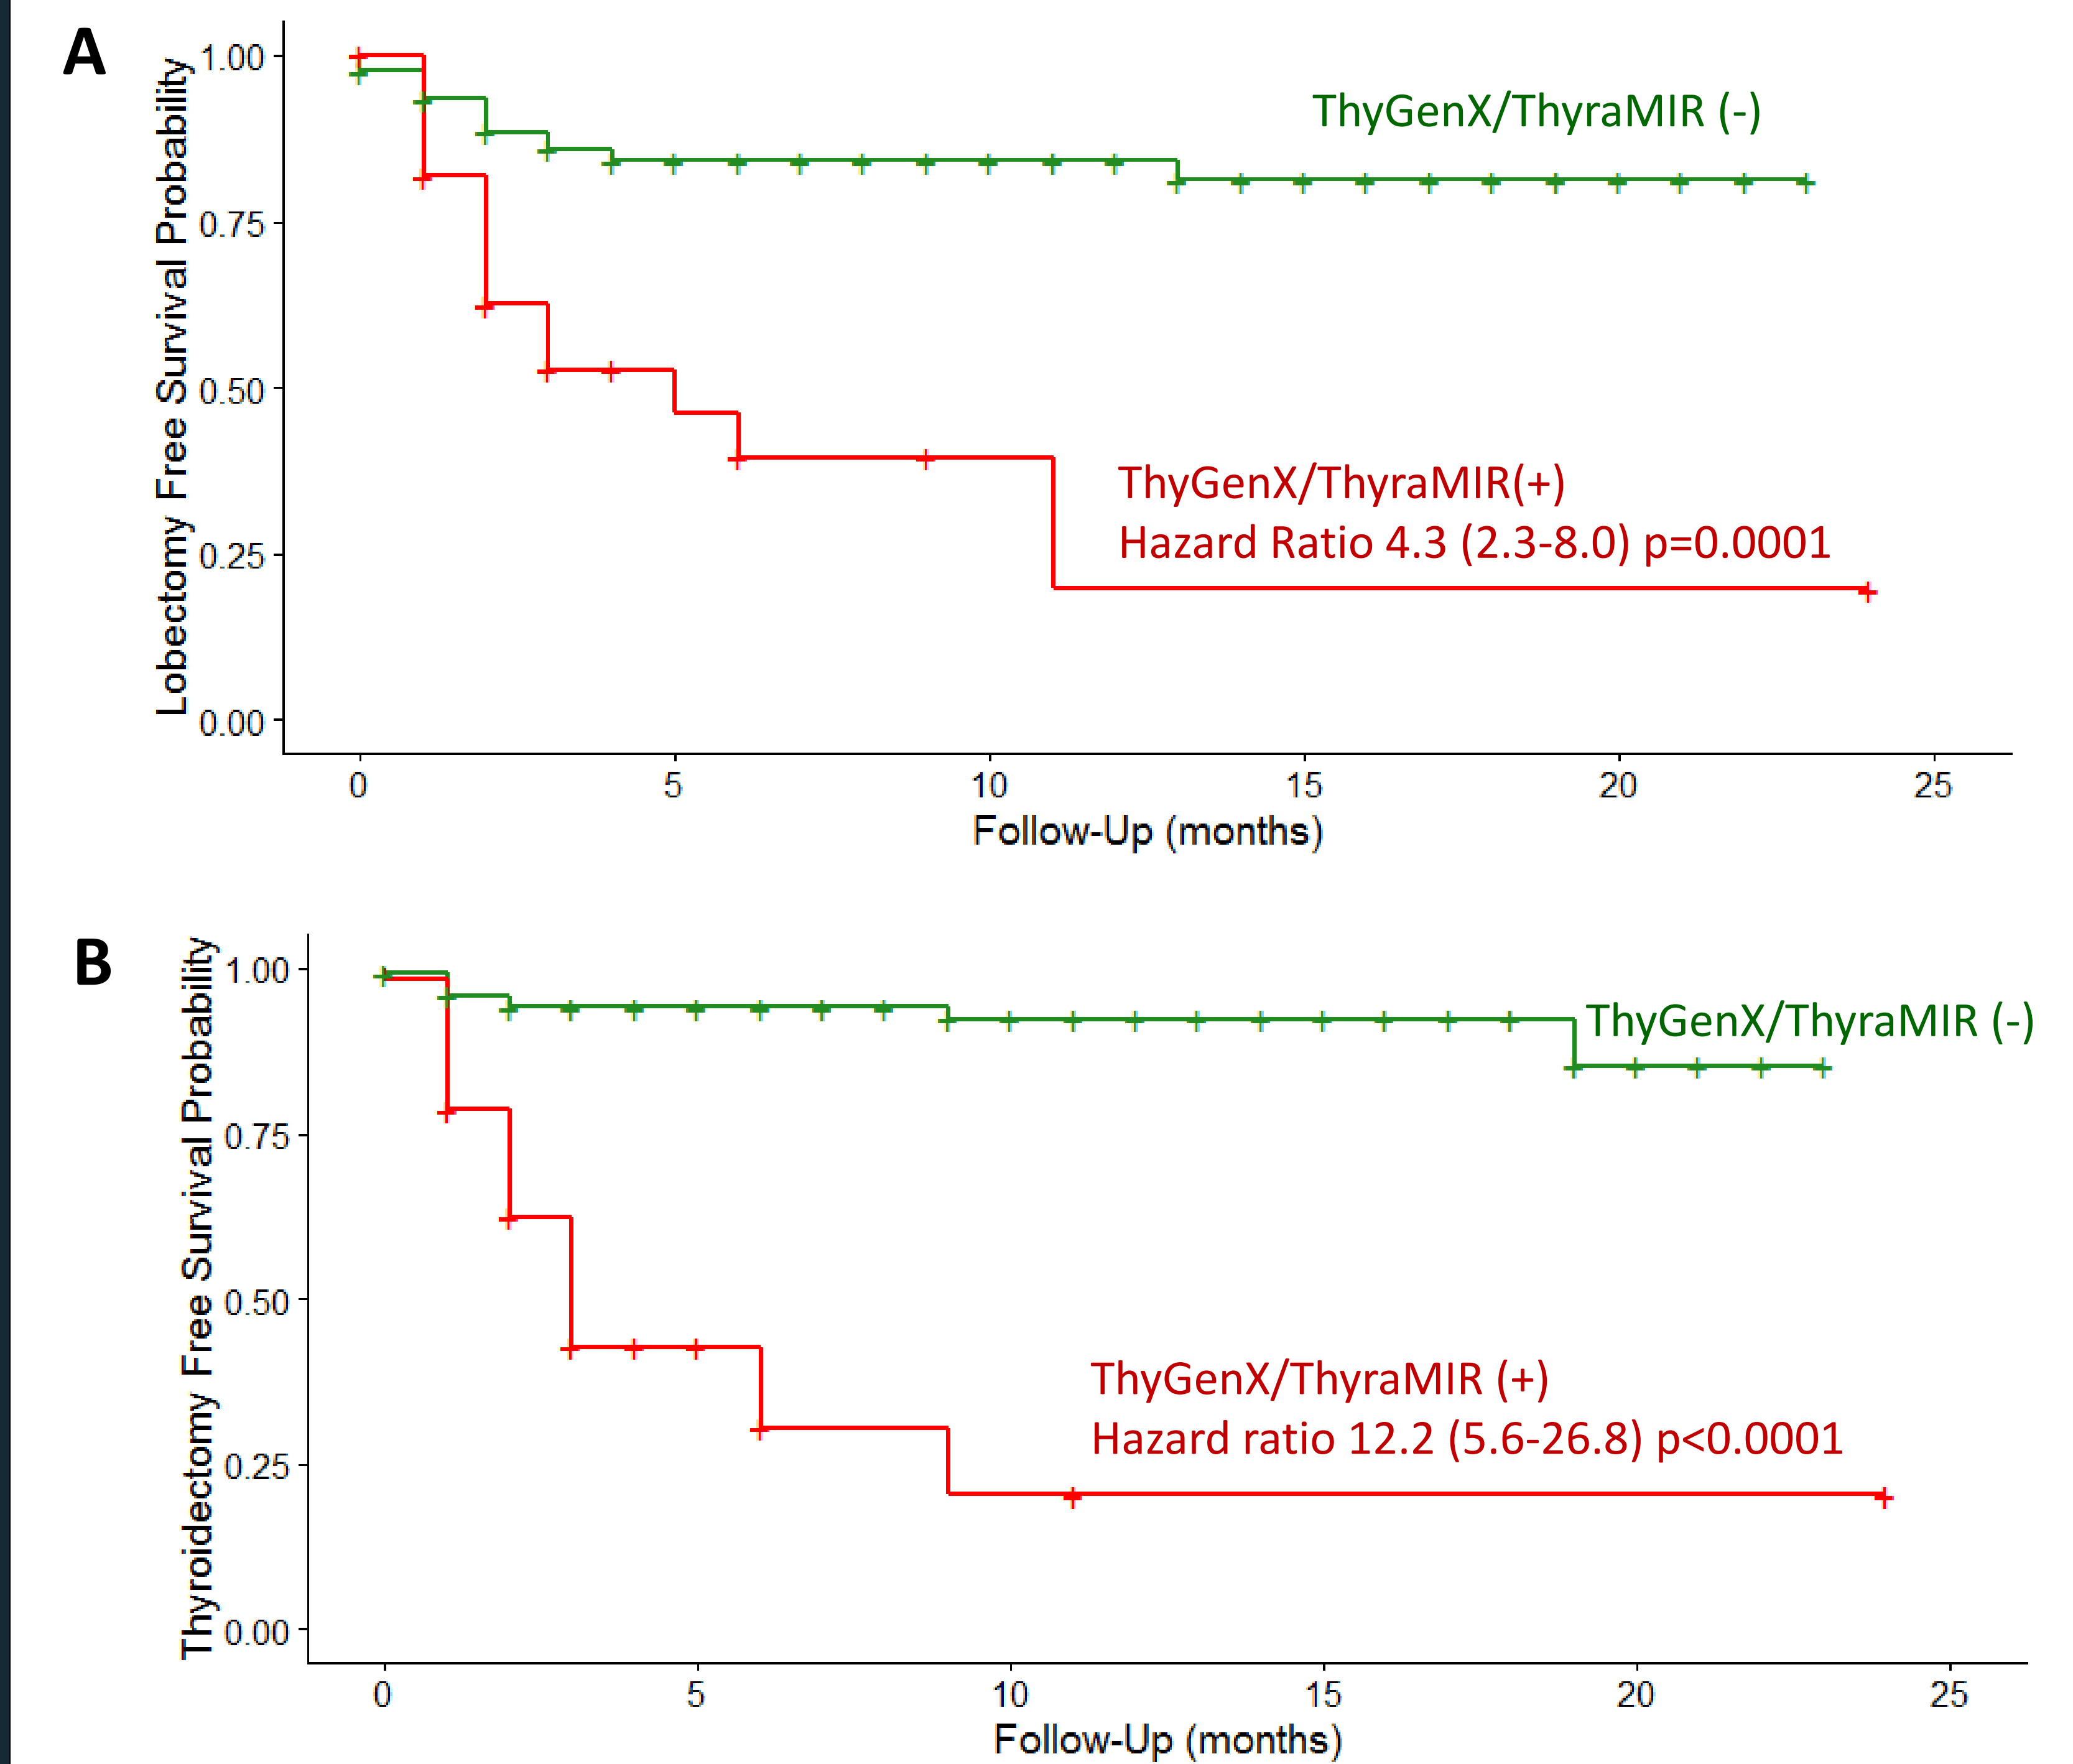 A
Lobectomy Free Survival Probability
1.00
0.75
0.50
0.25
0.00
ThyGenX/ThyraMIR (-)
ThyGenX/ThyraMIR(+)
Hazard Ratio 4.3 (2.3-8.0) p=0.0001
0 5 10 15 20 25
Follow-Up (months)
B
Thyroidectomy Free Survival Probability
1.00
0.75
0.50
0.25
0.00
ThyGenX/ThyraMIR (-)
ThyGenX/ThyraMIR (+)
Hazard ratio 12.2 (5.6-26.8) p<0.0001
0 5 10 15 20 25
Follow-Up (months)